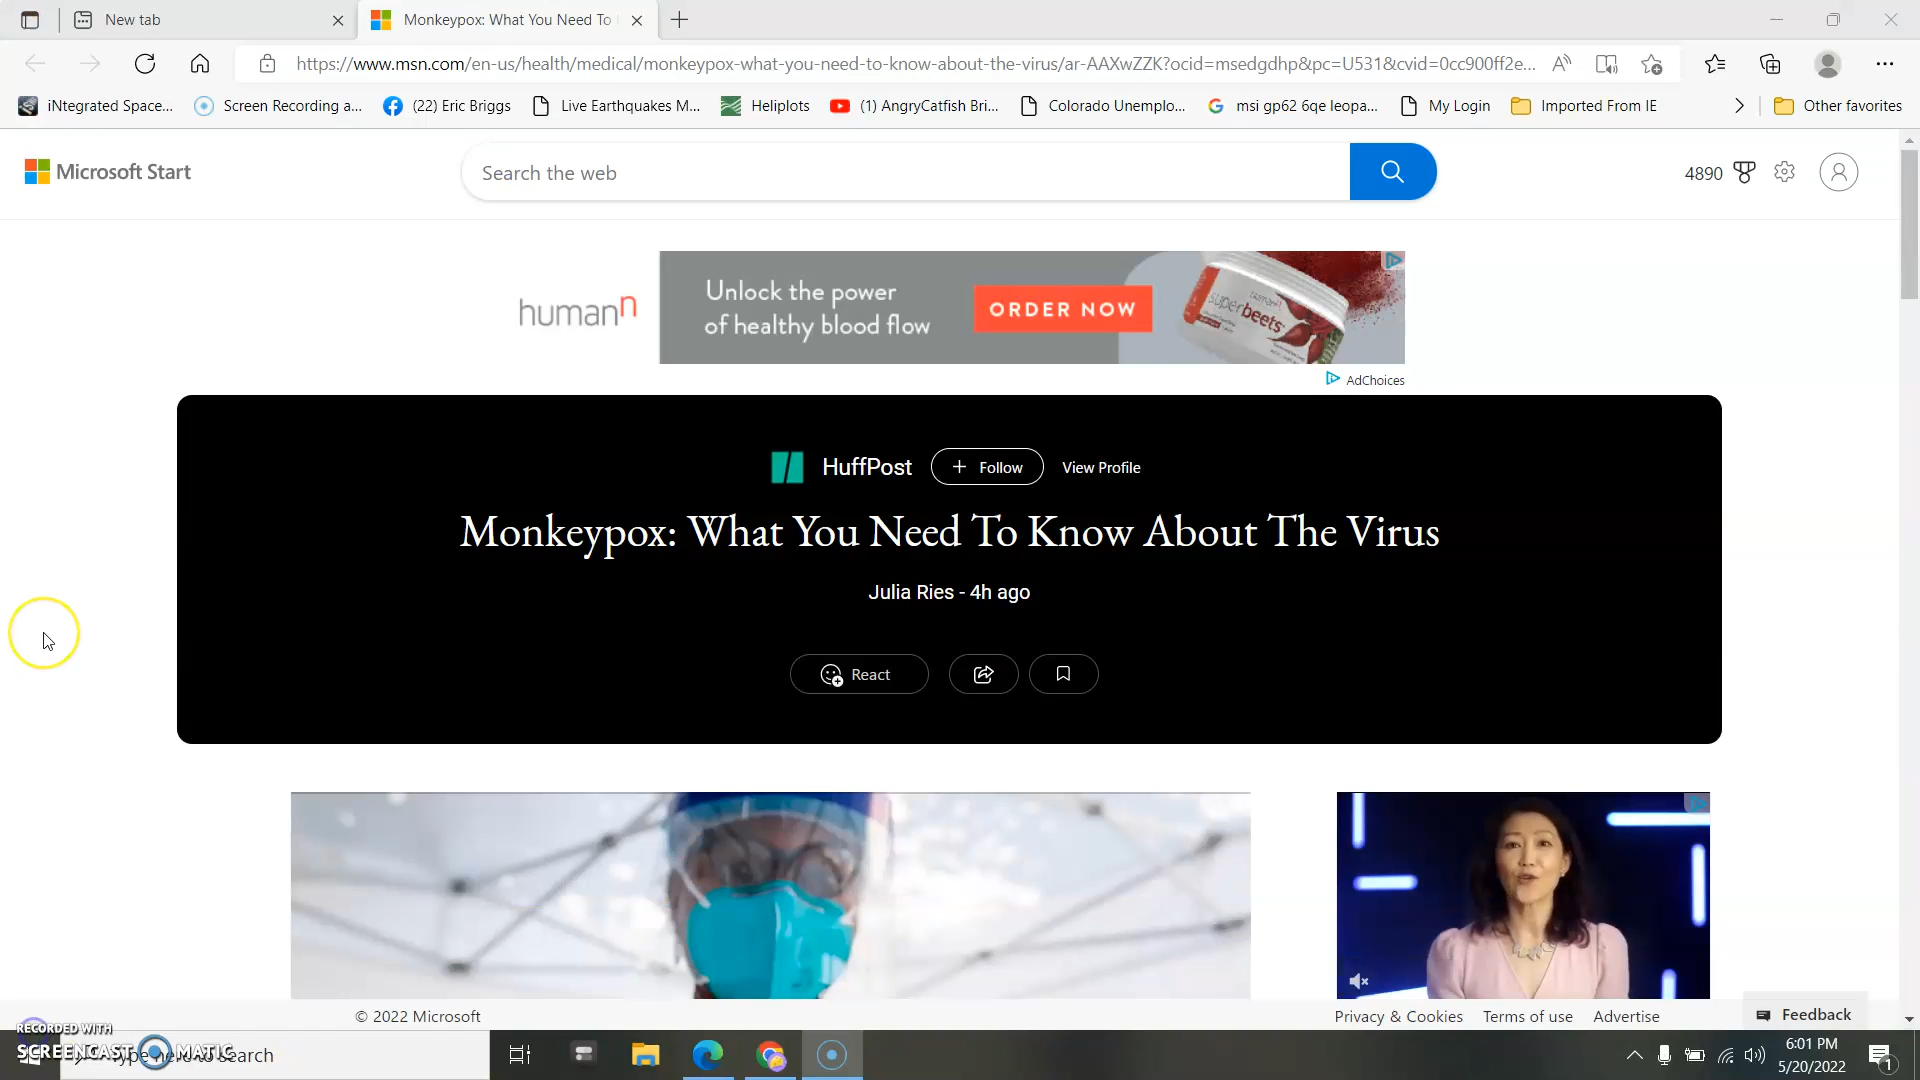 New tab
Monkeypox: What You Need To
https://www.msn.com/en-us/health/medical/monkeypox-what-you-need-to-know-about-the-virus/ar-AAXwZZK?ocid=msedgdhp&pc=U531&cvid=0cc900ff2e...
iNtegrated Space...
Screen Recording a...
(22) Eric Briggs
Live Earthquakes M...
Heliplots
(1) AngryCatfish Bri...
Colorado Unemplo...
msi gp62 6qe leopa...
My Login
Imported From IE
Other favorites
Microsoft Start
Search the web
4890
humann
Unlock the power
of healthy blood flow
ORDER NOW
superbeets
AdChoices
HuffPost
Follow
View Profile
Monkeypox: What You Need To Know About The Virus
Julia Ries - 4h ago
React
© 2022 Microsoft
Privacy & Cookies
Terms of use
Advertise
Feedback
RECORDED WITH
SCREENCAST MATIC
Type here to search
6:01 PM
5/20/2022
1